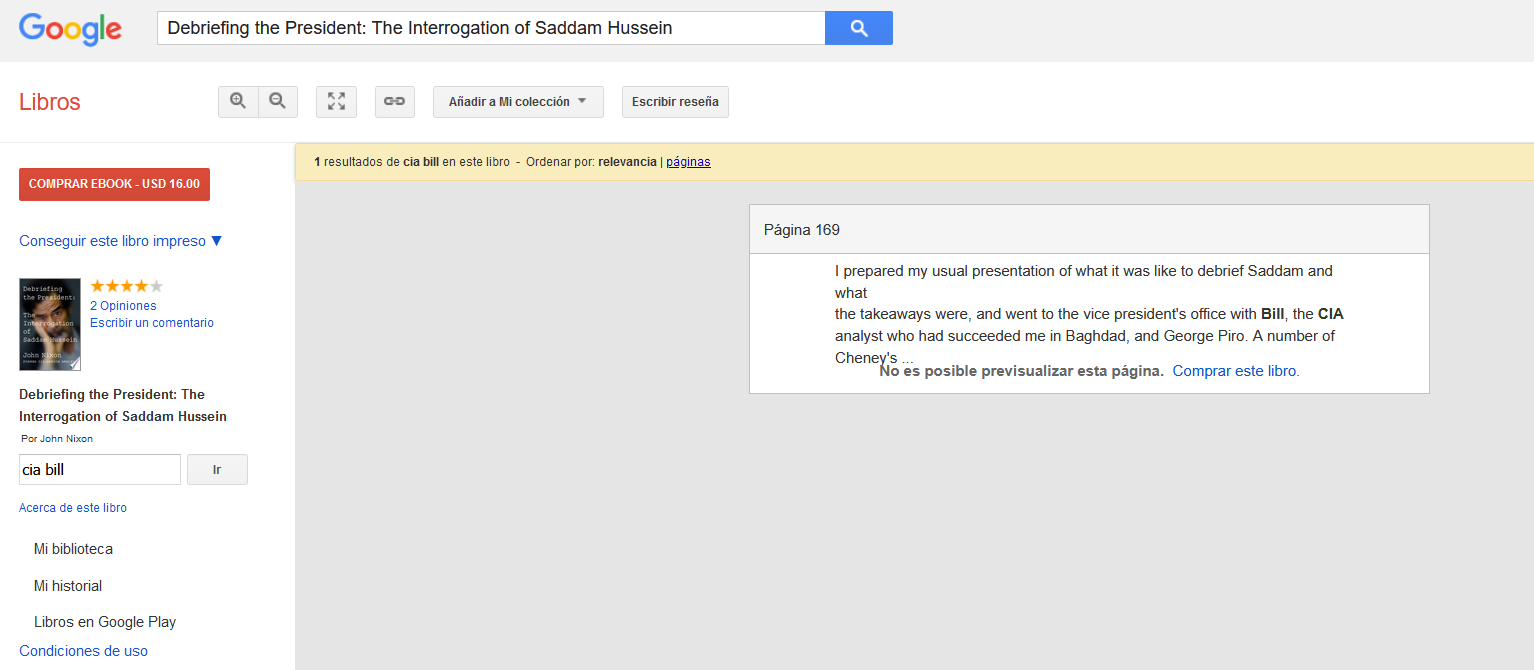 Google
Debriefing the President: The Interrogation of Saddam Hussein
Libros
Añadir a Mi colección
Escribir reseña
COMPRAR EBOOK - USD 16.00
1 resultados de cia bill en este libro - Ordenar por: relevancia | páginas
Conseguir este libro impreso ▼
Debriefing
the President:
The
Interrogation
of
Saddam Hussein
John Nixon
2 Opiniones
Escribir un comentario
Debriefing the President: The
Interrogation of Saddam Hussein
Por John Nixon
cia bill
Ir
Acerca de este libro
Mi biblioteca
Mi historial
Libros en Google Play
Condiciones de uso
Página 169
I prepared my usual presentation of what it was like to debrief Saddam and
what
the takeaways were, and went to the vice president's office with Bill, the CIA
analyst who had succeeded me in Baghdad, and George Piro. A number of
Cheney's ...
No es posible previsualizar esta página. Comprar este libro.